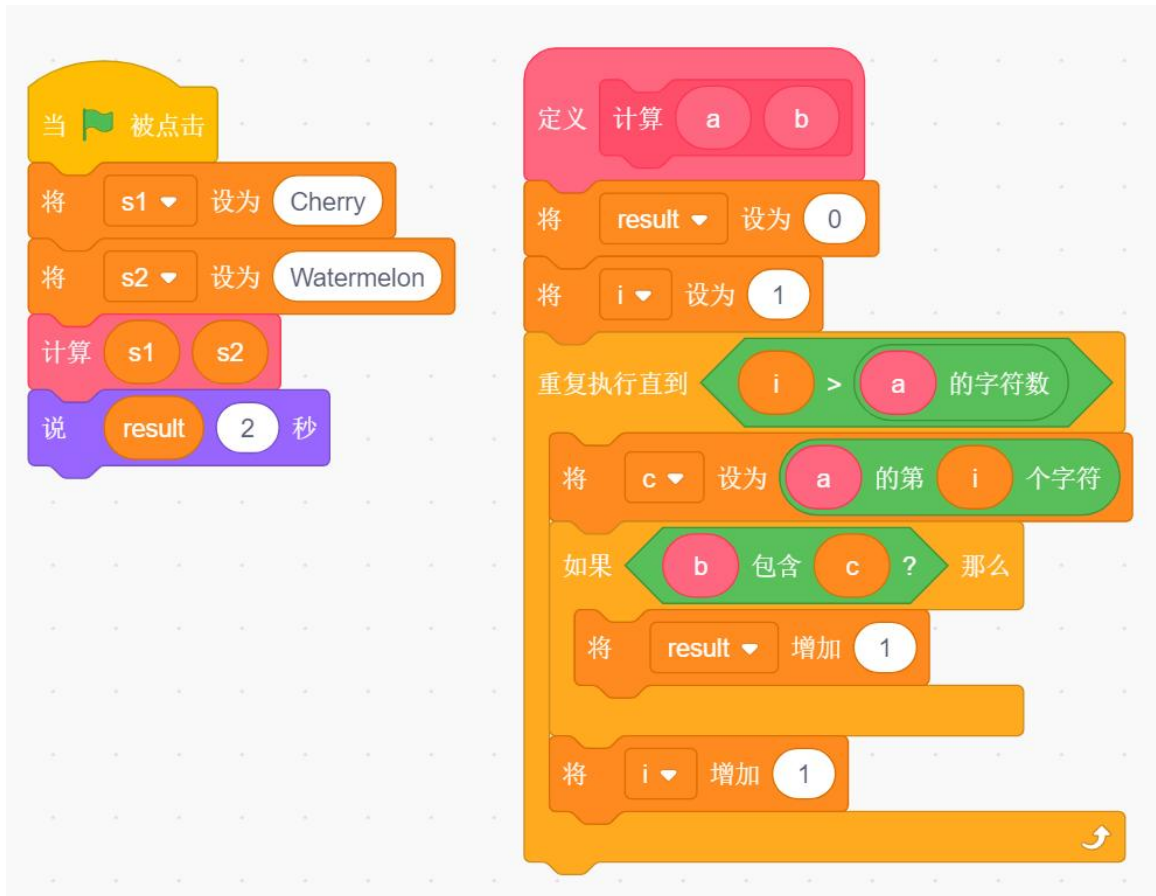 当 被点击
将 s1 设为 Cherry
将 s2 设为 Watermelon
计算 s1 s2
说 result 2 秒
定义 计算 a b
将 result 设为 0
将 i 设为 1
重复执行直到 i > a 的字符数
将 c 设为 a 的第 i 个字符
如果 b 包含 c ? 那么
将 result 增加 1
将 i 增加 1